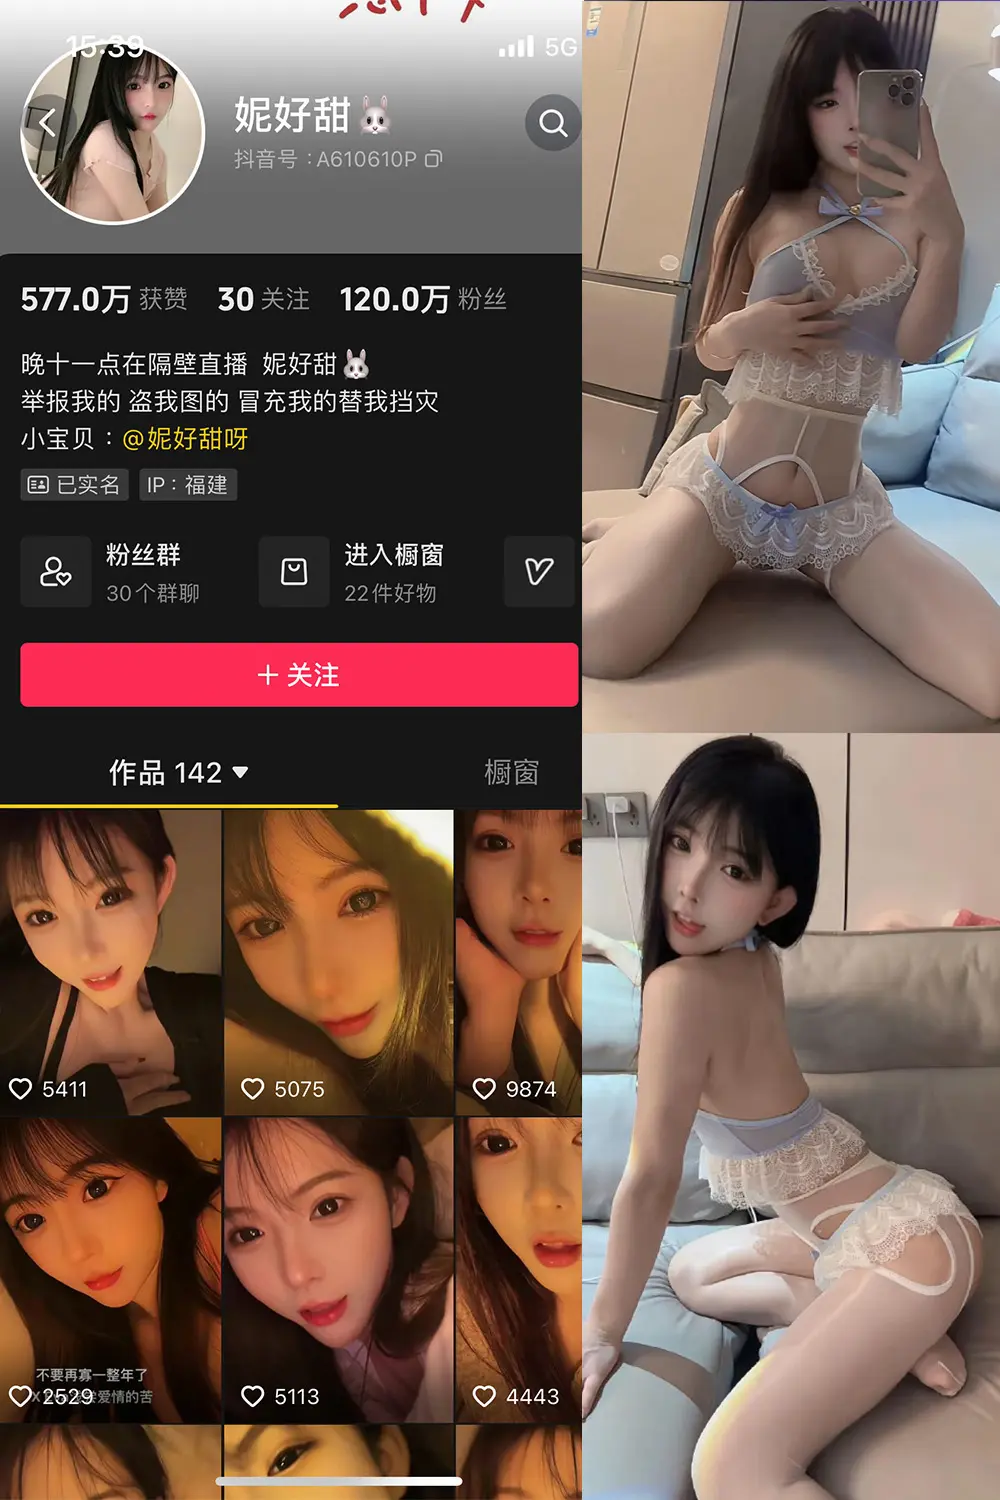 15:39
5G
妮好甜🐰
抖音号：A610610P
577.0万 获赞 30 关注 120.0万 粉丝
晚十一点在隔壁直播 妮好甜🐰
举报我的 盗我图的 冒充我的替我挡灾
小宝贝：@妮好甜呀
已实名 IP：福建
粉丝群
30个群聊
进入橱窗
22件好物
+ 关注
作品 142 橱窗
5411 5075 9874
不要再寡一整年了
爱情的苦
2529 5113 4443